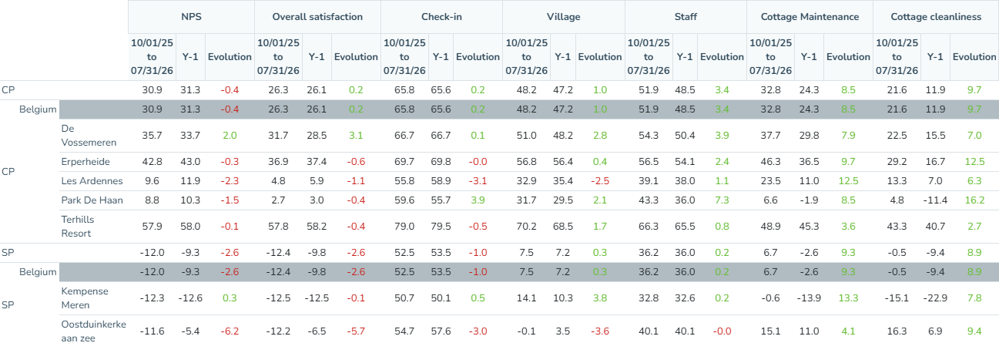 NPS Overall satisfaction Check-in Village Staff Cottage Maintenance Cottage cleanliness
10/01/25 to 07/31/26 Y-1 Evolution 10/01/25 to 07/31/26 Y-1 Evolution 10/01/25 to 07/31/26 Y-1 Evolution 10/01/25 to 07/31/26 Y-1 Evolution 10/01/25 to 07/31/26 Y-1 Evolution 10/01/25 to 07/31/26 Y-1 Evolution 10/01/25 to 07/31/26 Y-1 Evolution
CP 30.9 31.3 -0.4 26.3 26.1 0.2 65.8 65.6 0.2 48.2 47.2 1.0 51.9 48.5 3.4 32.8 24.3 8.5 21.6 11.9 9.7
Belgium 30.9 31.3 -0.4 26.3 26.1 0.2 65.8 65.6 0.2 48.2 47.2 1.0 51.9 48.5 3.4 32.8 24.3 8.5 21.6 11.9 9.7
CP
De Vossemeren 35.7 33.7 2.0 31.7 28.5 3.1 66.7 66.7 0.1 51.0 48.2 2.8 54.3 50.4 3.9 37.7 29.8 7.9 22.5 15.5 7.0
Erperheide 42.8 43.0 -0.3 36.9 37.4 -0.6 69.7 69.8 -0.0 56.8 56.4 0.4 56.5 54.1 2.4 46.3 36.5 9.7 29.2 16.7 12.5
Les Ardennes 9.6 11.9 -2.3 4.8 5.9 -1.1 55.8 58.9 -3.1 32.9 35.4 -2.5 39.1 38.0 1.1 23.5 11.0 12.5 13.3 7.0 6.3
Park De Haan 8.8 10.3 -1.5 2.7 3.0 -0.4 59.6 55.7 3.9 31.7 29.5 2.1 43.3 36.0 7.3 6.6 -1.9 8.5 4.8 -11.4 16.2
Terhills Resort 57.9 58.0 -0.1 57.8 58.2 -0.4 79.0 79.5 -0.5 70.2 68.5 1.7 66.3 65.5 0.8 48.9 45.3 3.6 43.3 40.7 2.7
SP -12.0 -9.3 -2.6 -12.4 -9.8 -2.6 52.5 53.5 -1.0 7.5 7.2 0.3 36.2 36.0 0.2 6.7 -2.6 9.3 -0.5 -9.4 8.9
Belgium -12.0 -9.3 -2.6 -12.4 -9.8 -2.6 52.5 53.5 -1.0 7.5 7.2 0.3 36.2 36.0 0.2 6.7 -2.6 9.3 -0.5 -9.4 8.9
SP
Kempense Meren -12.3 -12.6 0.3 -12.5 -12.5 -0.1 50.7 50.1 0.5 14.1 10.3 3.8 32.8 32.6 0.2 -0.6 -13.9 13.3 -15.1 -22.9 7.8
Oostduinkerke aan zee -11.6 -5.4 -6.2 -12.2 -6.5 -5.7 54.7 57.6 -3.0 -0.1 3.5 -3.6 40.1 40.1 -0.0 15.1 11.0 4.1 16.3 6.9 9.4